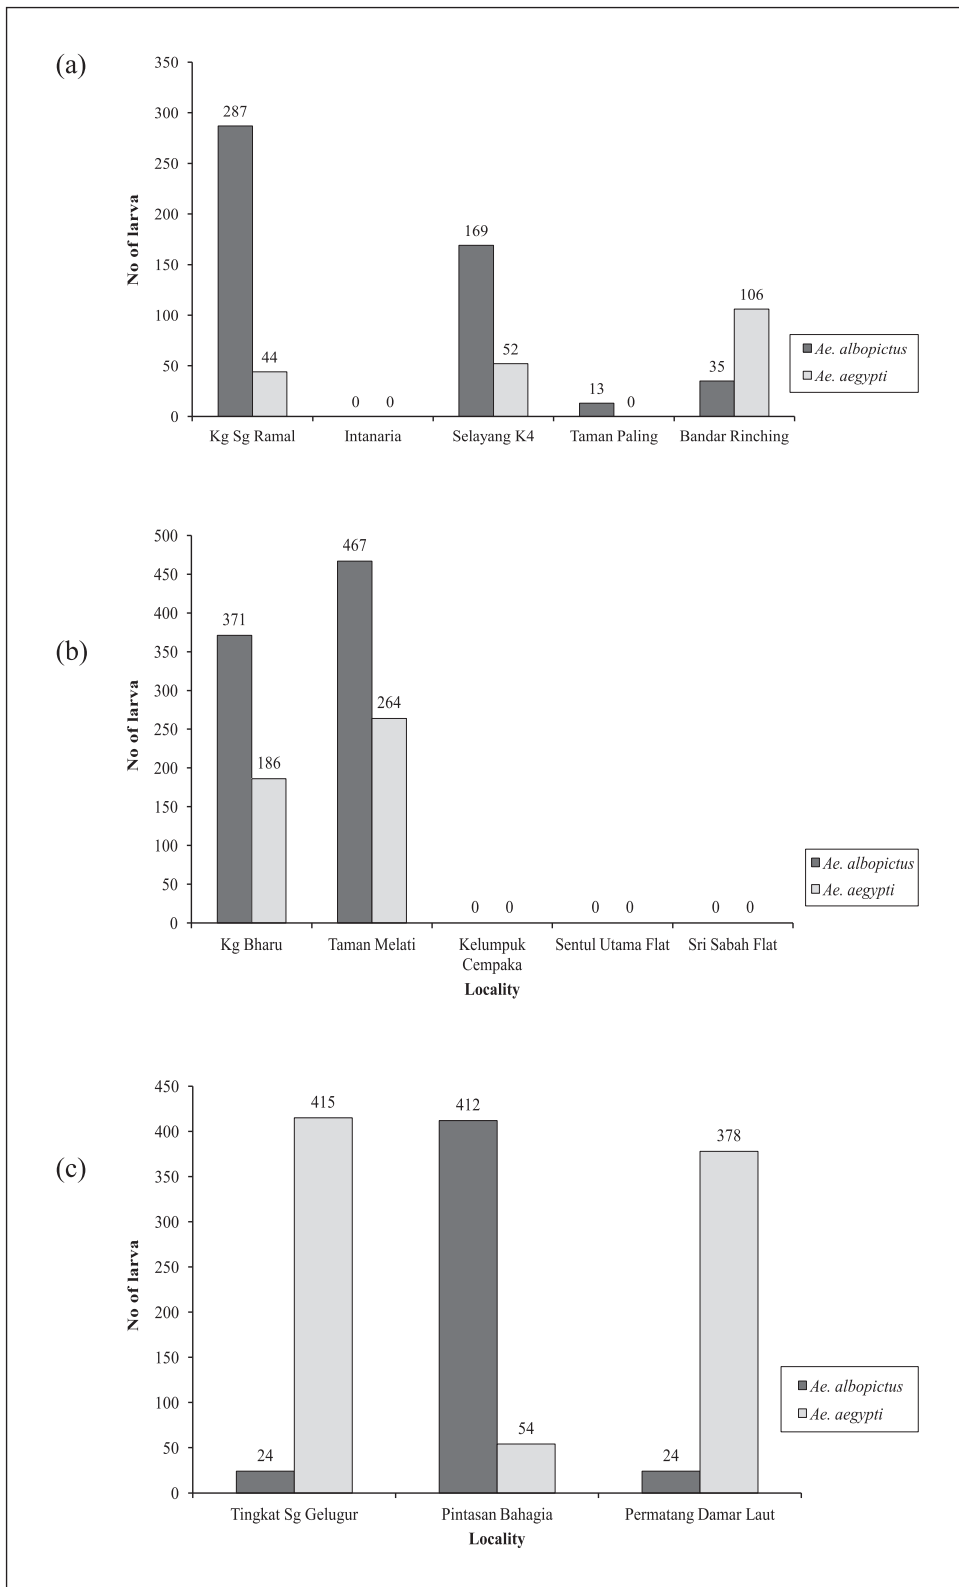 (a)
350
300
250
200
150
100
50
0
No of larva
287
44
0 0
169
52
13
0
35
106
Kg Sg Ramal Intanaria Selayang K4 Taman Paling Bandar Rinching
Ae. albopictus
Ae. aegypti
(b)
500
450
400
350
300
250
200
150
100
50
0
No of larva
371
186
467
264
0 0
0 0
0 0
Kg Bharu Taman Melati Kelumpuk Sentul Utama Flat Sri Sabah Flat
Cempaka
Locality
Ae. albopictus
Ae. aegypti
(c)
450
400
350
300
250
200
150
100
50
0
No of larva
24
415
412
54
24
378
Tingkat Sg Gelugur Pintasan Bahagia Permatang Damar Laut
Locality
Ae. albopictus
Ae. aegypti